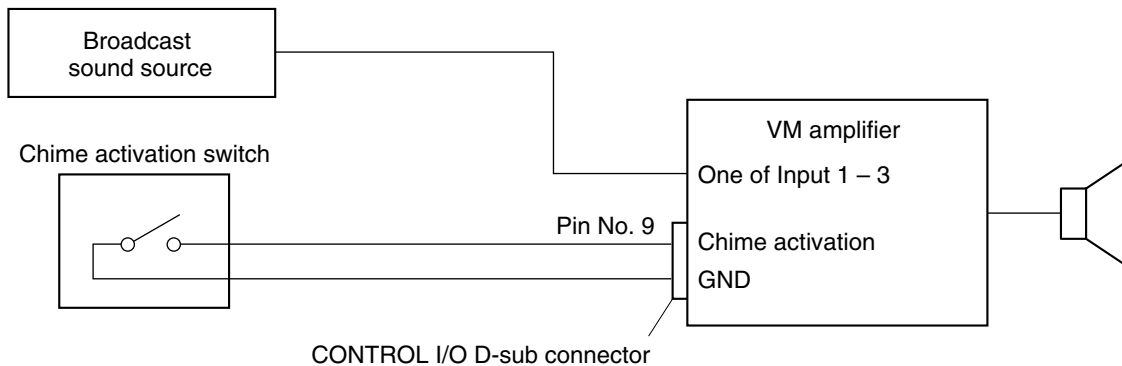 Broadcast
sound source
Chime activation switch
VM amplifier
One of Input 1 – 3
Pin No. 9
Chime activation
GND
CONTROL I/O D-sub connector